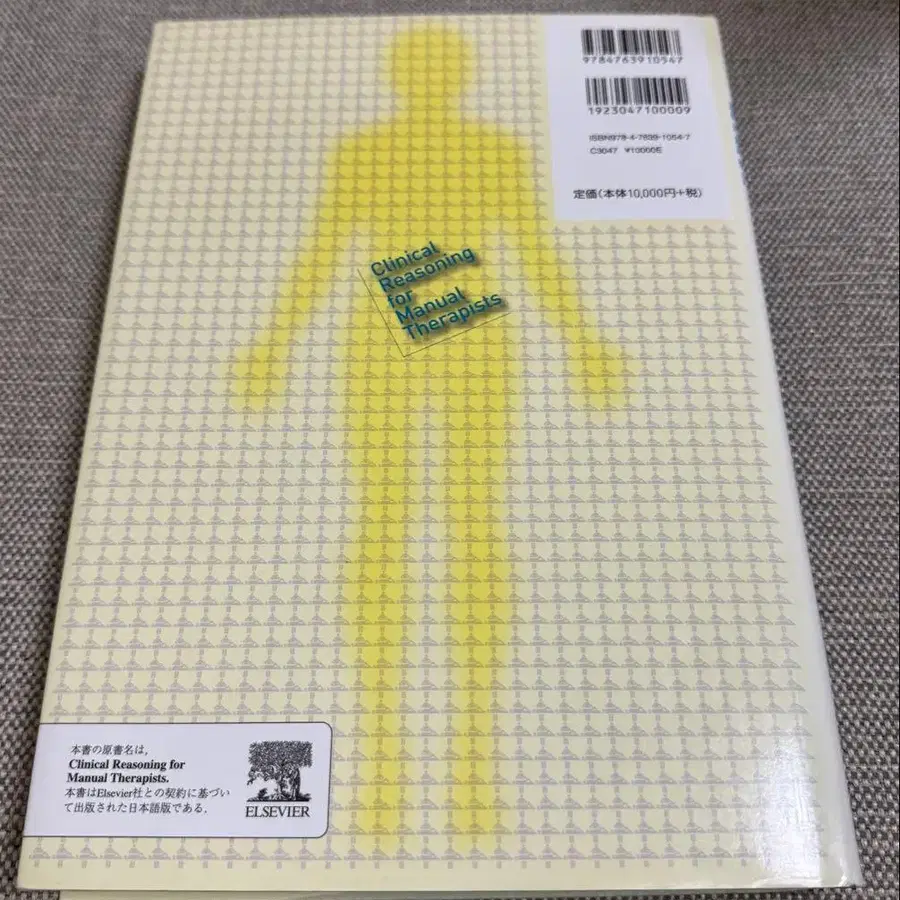 9784763910547
1923047100009
ISBN978-4-7639-1054-7
C3047 ¥10000E
定価(本体10,000円+税)
Clinical
Reasoning
for
Manual
Therapists
本書の原書名は,
Clinical Reasoning for
Manual Therapists.
本書はElsevier社との契約に基づい
て出版された日本語版である.
ELSEVIER